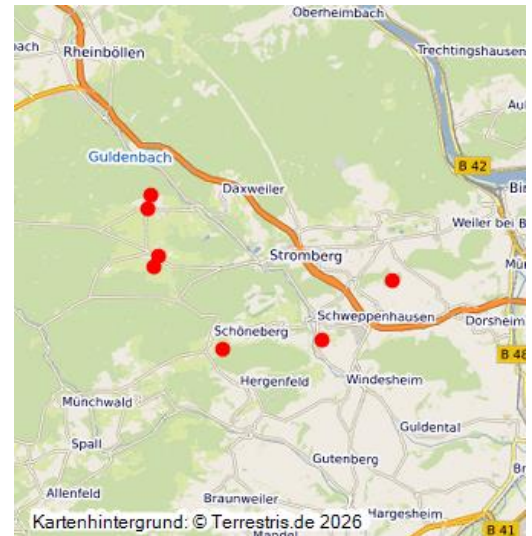 Oberheimbach
Rheinböllen
Trechtingshausen
Guldenbach
B 42
Daxweiler
Weiler bei B
Stromberg
Schweppenhausen
Dorsheim
Schöneberg
B 48
Hergenfeld
Windesheim
Münchwald
Guldental
Spall
Gutenberg
Allenfeld
Braunweiler
Hargesheim
Mandel
B 41
Kartenhintergrund: © Terrestris.de 2026